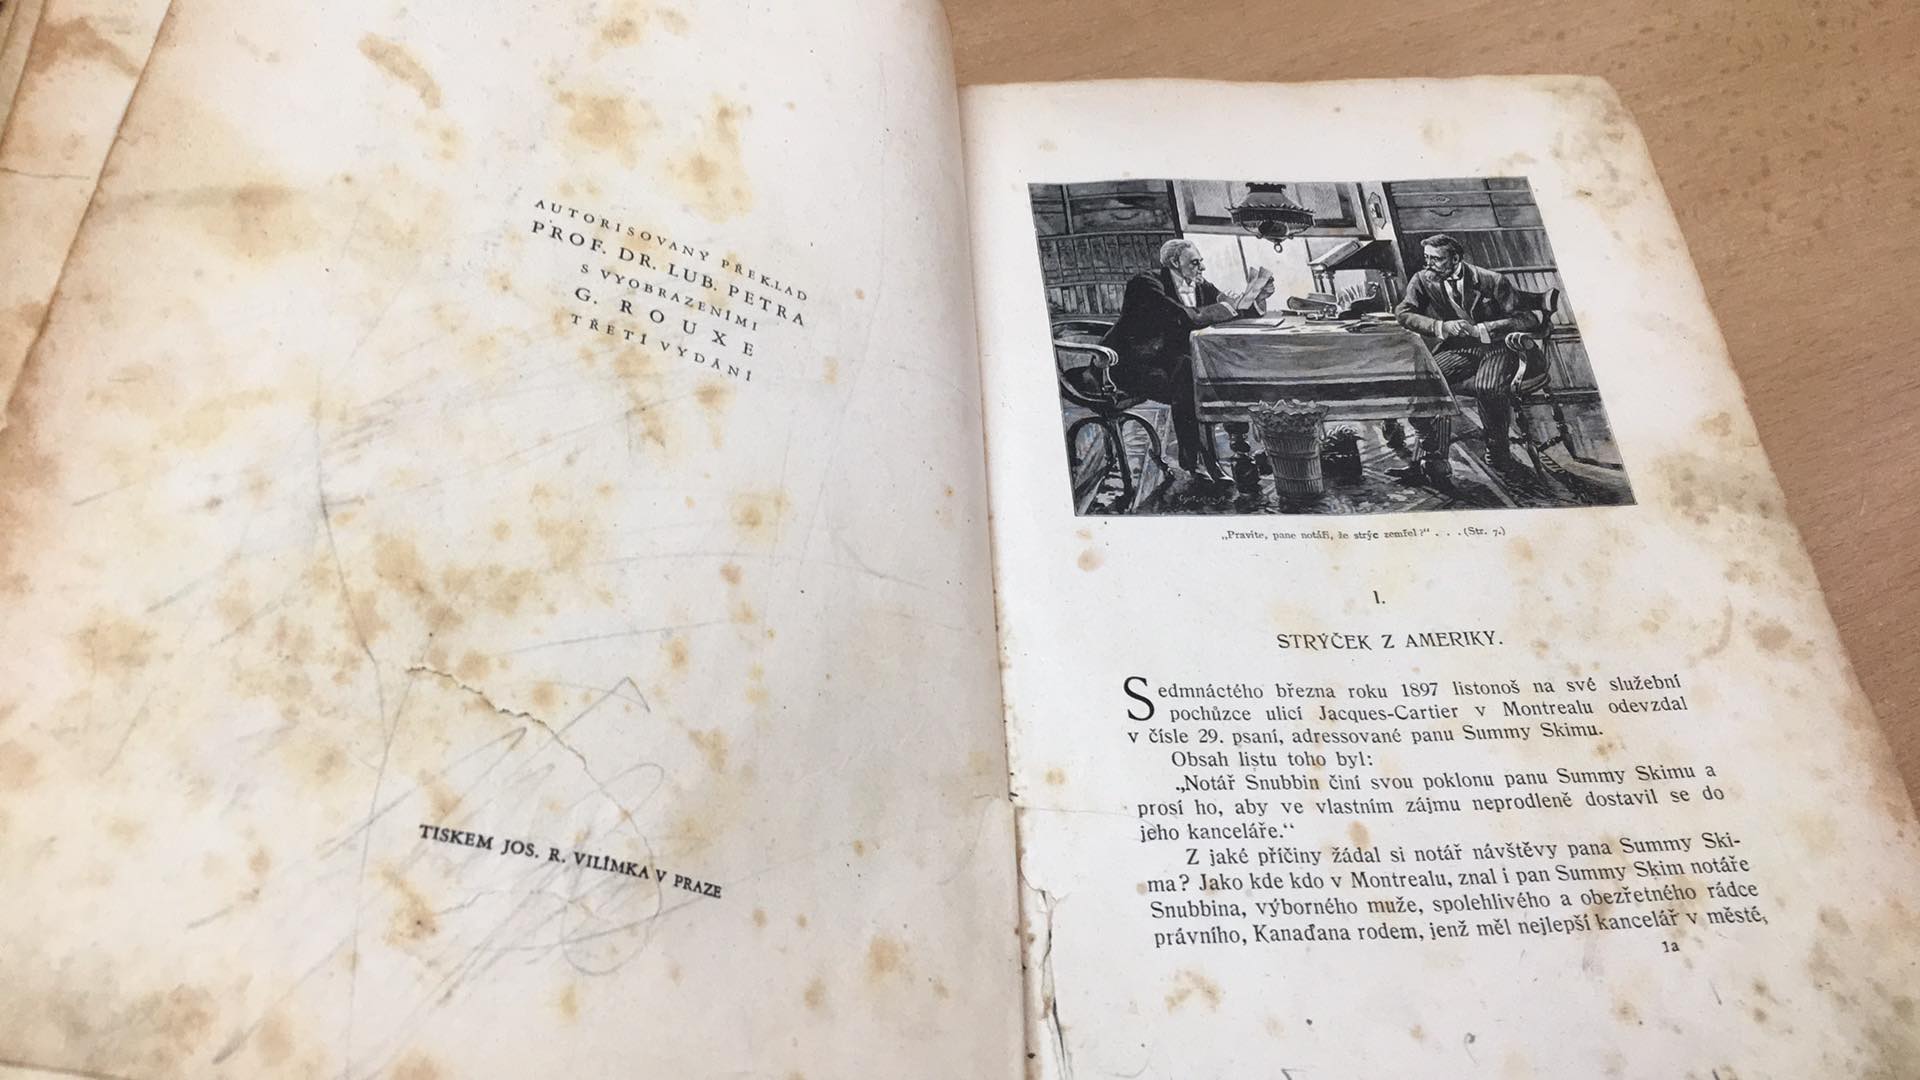 AUTORISOVANÝ PŘEKLAD
PROF. DR. LUB. PETRA
S VYOBRAZENÍMI
G. ROUXE
TŘETÍ VYDÁNÍ
TISKEM JOS. R. VILÍMKA V PRAZE
„Pravíte, pane notáři, že strýc zemřel?“ . . . (Str. 7.)
I.
STRÝČEK Z AMERIKY.
Sedmnáctého března roku 1897 listonoš na své služební
pochůzce ulicí Jacques-Cartier v Montrealu odevzdal
v čísle 29. psaní, adressované panu Summy Skimu.
Obsah listu toho byl:
„Notář Snubbin činí svou poklonu panu Summy Skimu a
prosí ho, aby ve vlastním zájmu neprodleně dostavil se do
jeho kanceláře.“
Z jaké příčiny žádal si notář návštěvy pana Summy Ski-
ma? Jako kde kdo v Montrealu, znal i pan Summy Skim notáře
Snubbina, výborného muže, spolehlivého a obezřetného rádce
právního, Kanaďana rodem, jenž měl nejlepší kancelář v městě,
1a